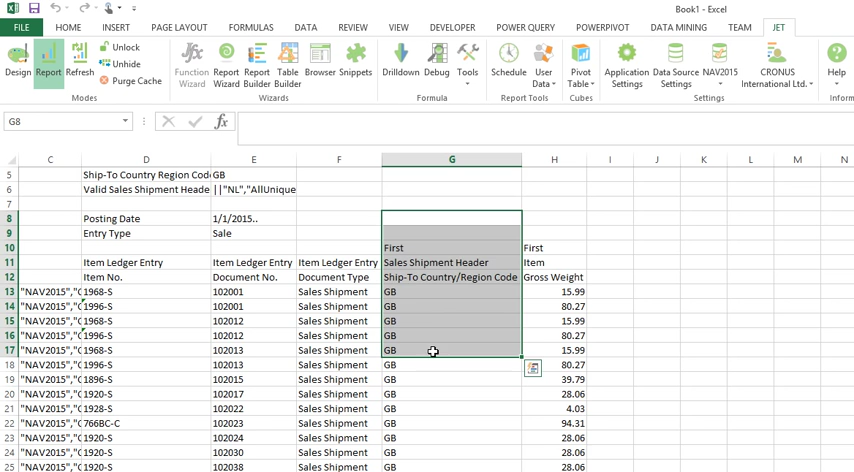 Book1 - Excel
FILE HOME INSERT PAGE LAYOUT FORMULAS DATA REVIEW VIEW DEVELOPER POWER QUERY POWERPIVOT DATA MINING TEAM JET
Design Report Refresh Unlock Unhide Purge Cache Function Wizard Report Wizard Report Builder Table Builder Browser Snippets Drilldown Debug Tools Schedule User Data Pivot Table Application Settings Data Source Settings NAV2015 CRONUS International Ltd. Help
Modes Wizards Formula Report Tools Cubes Settings Inform
G8 fx
C D E F G H I J K L M N
5 Ship-To Country Region Cod GB
6 Valid Sales Shipment Heade ||"NL","AllUnique
7
8 Posting Date 1/1/2015..
9 Entry Type Sale
10 First First
11 Item Ledger Entry Item Ledger Entry Item Ledger Entry Sales Shipment Header Item
12 Item No. Document No. Document Type Ship-To Country/Region Code Gross Weight
13 "NAV2015","C 1968-S 102001 Sales Shipment GB 15.99
14 "NAV2015","C 1996-S 102001 Sales Shipment GB 80.27
15 "NAV2015","C 1968-S 102012 Sales Shipment GB 15.99
16 "NAV2015","C 1996-S 102012 Sales Shipment GB 80.27
17 "NAV2015","C 1968-S 102013 Sales Shipment GB 15.99
18 "NAV2015","C 1996-S 102013 Sales Shipment GB 80.27
19 "NAV2015","C 1896-S 102015 Sales Shipment GB 39.79
20 "NAV2015","C 1920-S 102017 Sales Shipment GB 28.06
21 "NAV2015","C 1928-S 102022 Sales Shipment GB 4.03
22 "NAV2015","C 766BC-C 102023 Sales Shipment GB 94.31
23 "NAV2015","C 1920-S 102024 Sales Shipment GB 28.06
24 "NAV2015","C 1920-S 102030 Sales Shipment GB 28.06
25 "NAV2015","C 1920-S 102038 Sales Shipment GB 28.06